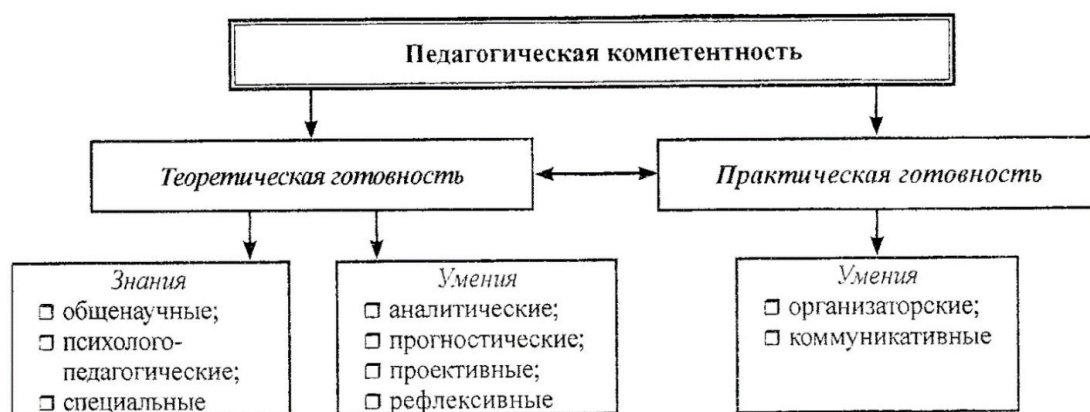 Педагогическая компетентность
Теоретическая готовность
Практическая готовность
Знания
❒ общенаучные;
❒ психолого-
педагогические;
❒ специальные
Умения
❒ аналитические;
❒ прогностические;
❒ проективные;
❒ рефлексивные
Умения
❒ организаторские;
❒ коммуникативные